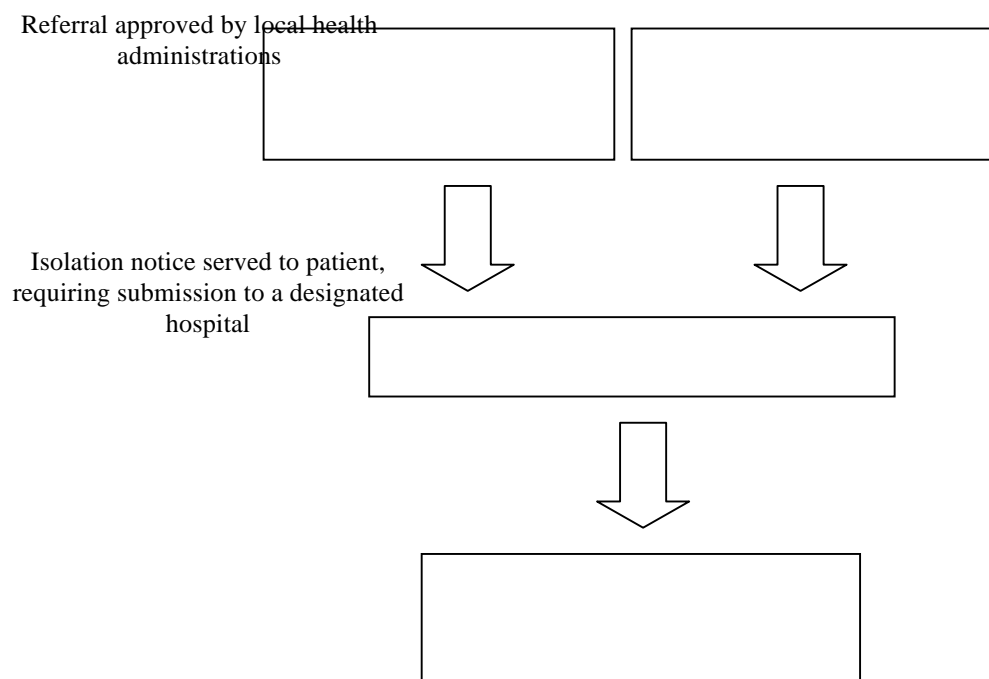 Referral approved by local health
administrations
Isolation notice served to patient,
requiring submission to a designated
hospital